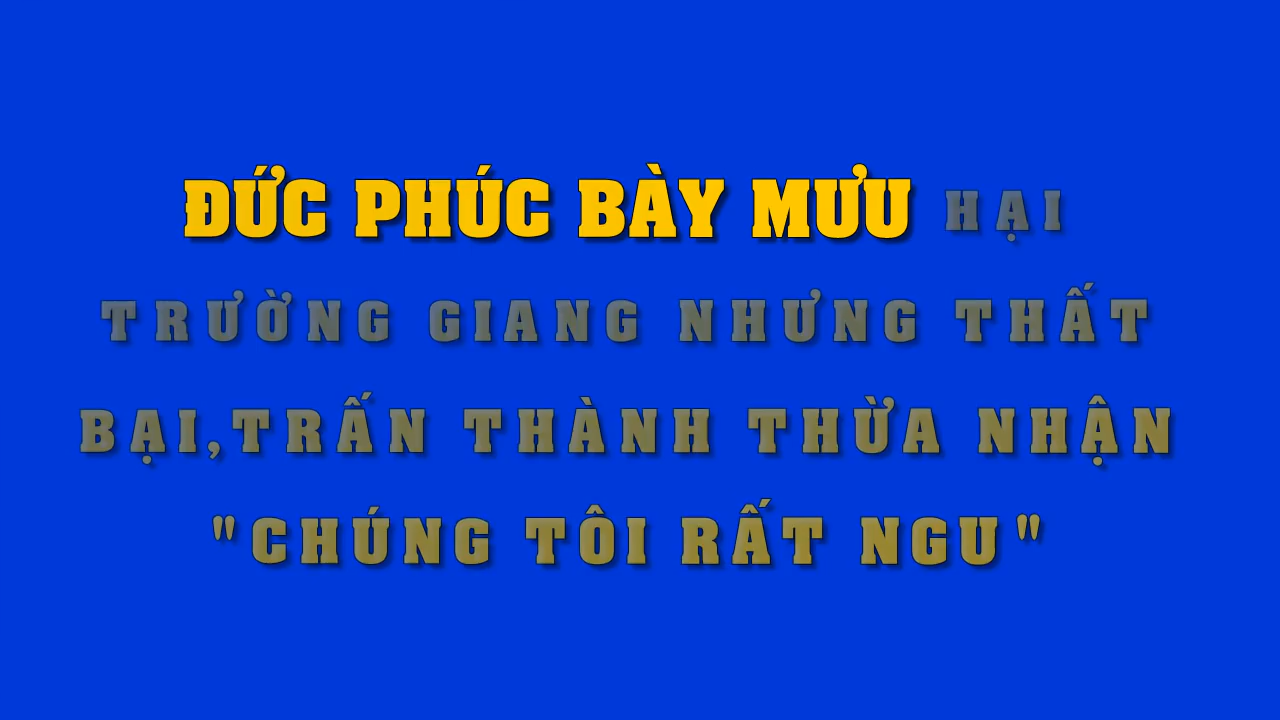 ĐỨC PHÚC BÀY MƯU HẠI
TRƯỜNG GIANG NHƯNG THẤT
BẠI,TRẤN THÀNH THỪA NHẬN
"CHÚNG TÔI RẤT NGU"